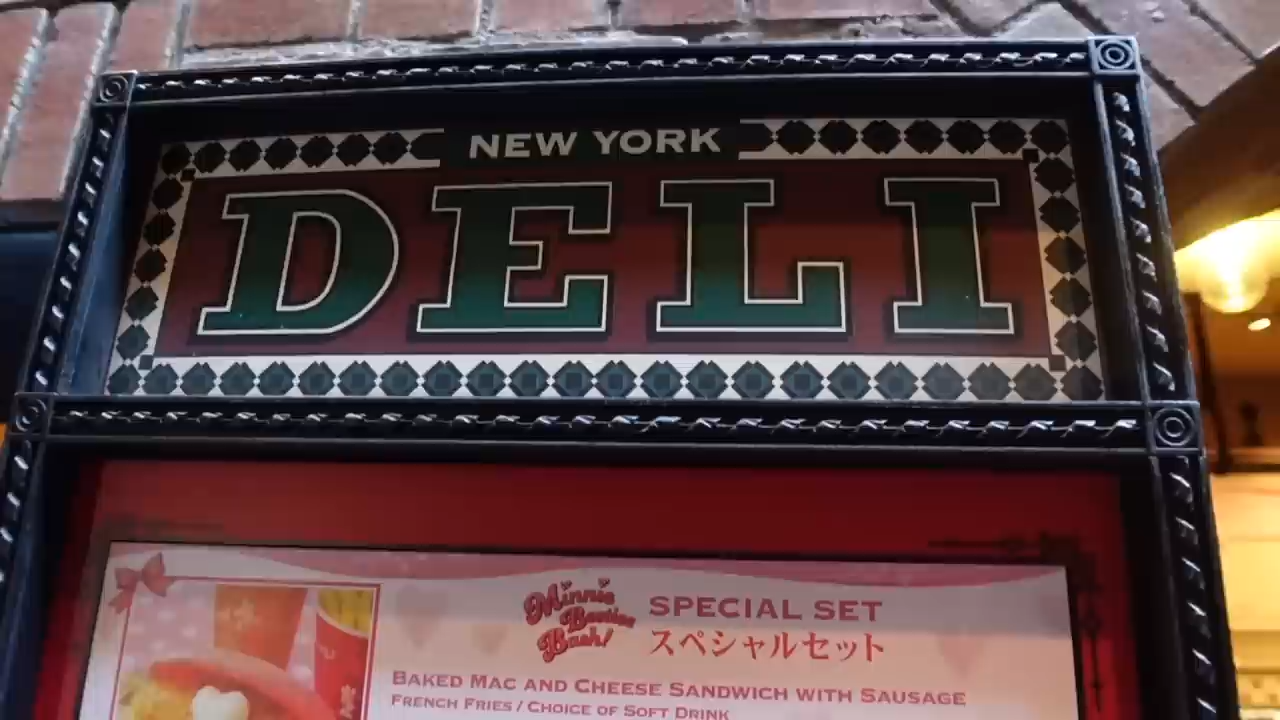 NEW YORK
DELI
Minnie
Besties
Bash!
SPECIAL SET
スペシャルセット
BAKED MAC AND CHEESE SANDWICH WITH SAUSAGE
FRENCH FRIES / CHOICE OF SOFT DRINK